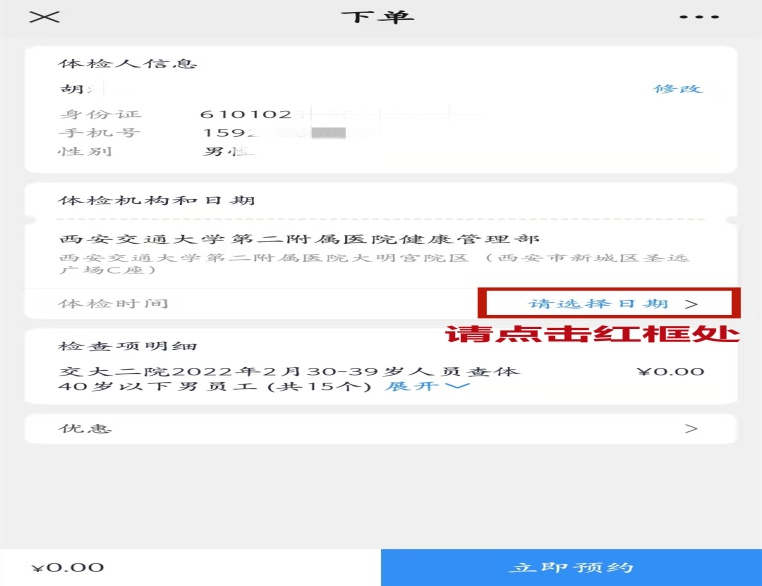 下单
体检人信息
胡
修改
身份证 610102
手机号 159
性别 男性
体检机构和日期
西安交通大学第二附属医院健康管理部
西安交通大学第二附属医院大明宫院区（西安市新城区圣远
广场C座）
体检时间 请选择日期 >
请点击红框处
检查项明细
交大二院2022年2月30-39岁人员查体 ¥0.00
40岁以下男员工 (共15个) 展开
优惠 >
¥0.00 立即预约